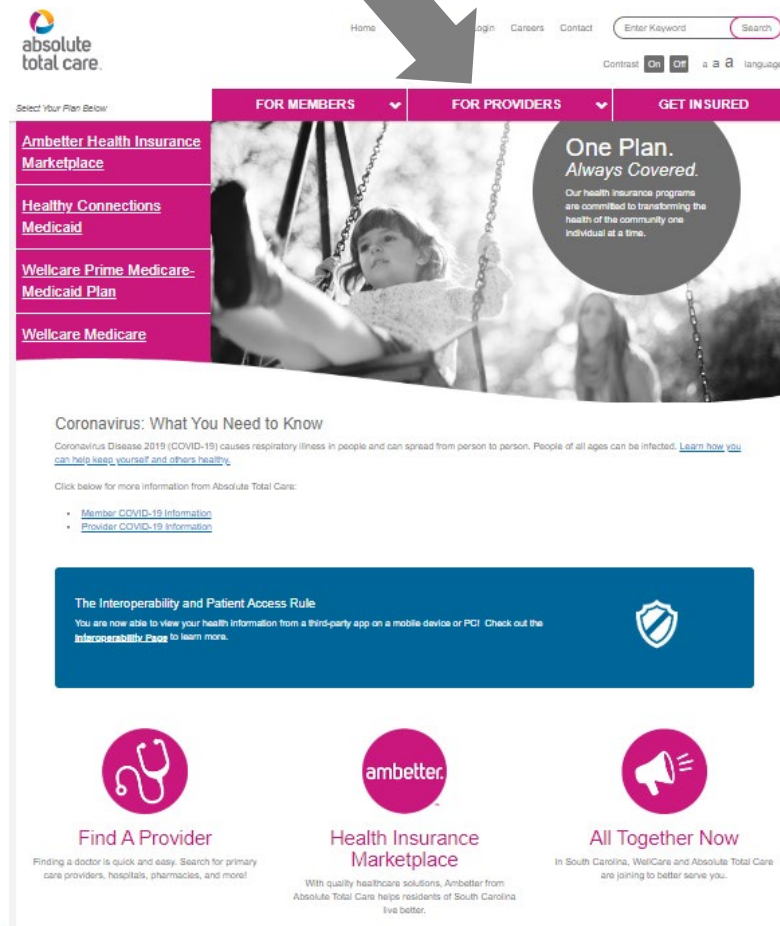 absolute
total care.
Home
Login Careers Contact
Enter Keyword
Search
Contrast On Off a a a language
Select Your Plan Below
FOR MEMBERS
FOR PROVIDERS
GET INSURED
Ambetter Health Insurance
Marketplace
Healthy Connections
Medicaid
Wellcare Prime Medicare-
Medicaid Plan
Wellcare Medicare
One Plan.
Always Covered.
Our health insurance programs
are committed to transforming the
health of the community one
individual at a time.
Coronavirus: What You Need to Know
Coronavirus Disease 2019 (COVID-19) causes respiratory illness in people and can spread from person to person. People of all ages can be infected. Learn how you
can help keep yourself and others healthy.
Click below for more information from Absolute Total Care:
• Member COVID-19 Information
• Provider COVID-19 Information
The Interoperability and Patient Access Rule
You are now able to view your health information from a third-party app on a mobile device or PC! Check out the
Interoperability Page to learn more.
Find A Provider
Finding a doctor is quick and easy. Search for primary
care providers, hospitals, pharmacies, and more!
ambetter.
Health Insurance
Marketplace
With quality healthcare solutions, Ambetter from
Absolute Total Care helps residents of South Carolina
live better.
All Together Now
In South Carolina, WellCare and Absolute Total Care
are joining to better serve you.